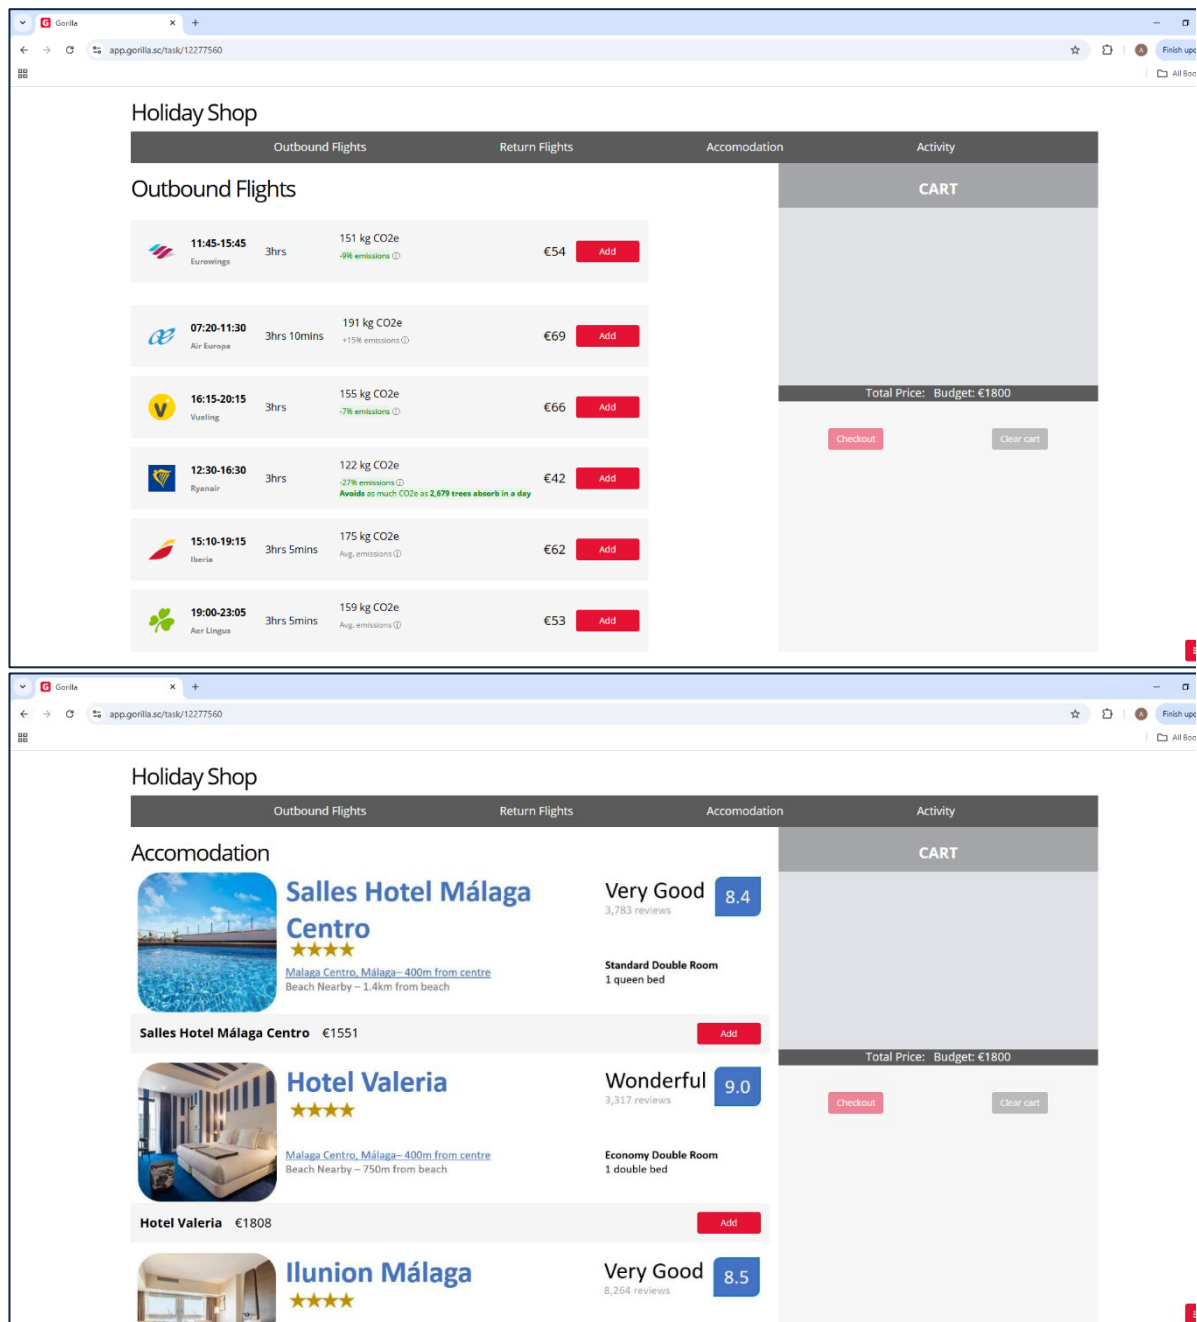 Gorilla
app.gorilla.sc/task/12277560
Finish upd
All Boo
Holiday Shop
Outbound Flights Return Flights Accomodation Activity
Outbound Flights
CART
11:45-15:45
Eurowings
3hrs
151 kg CO2e
-9% emissions
€54 Add
07:20-11:30
Air Europa
3hrs 10mins
191 kg CO2e
+15% emissions
€69 Add
16:15-20:15
Vueling
3hrs
155 kg CO2e
-7% emissions
€66 Add
12:30-16:30
Ryanair
3hrs
122 kg CO2e
-27% emissions
Avoids as much CO2e as 2,679 trees absorb in a day
€42 Add
15:10-19:15
Iberia
3hrs 5mins
175 kg CO2e
Avg. emissions
€62 Add
19:00-23:05
Aer Lingus
3hrs 5mins
159 kg CO2e
Avg. emissions
€53 Add
Total Price: Budget: €1800
Checkout Clear cart
Gorilla
app.gorilla.sc/task/12277560
Finish upd
All Boo
Holiday Shop
Outbound Flights Return Flights Accomodation Activity
Accomodation
CART
Salles Hotel Málaga
Centro
Malaga Centro, Málaga– 400m from centre
Beach Nearby – 1.4km from beach
Very Good 8.4
3,783 reviews
Standard Double Room
1 queen bed
Salles Hotel Málaga Centro €1551 Add
Hotel Valeria
Malaga Centro, Málaga– 400m from centre
Beach Nearby – 750m from beach
Wonderful 9.0
3,317 reviews
Economy Double Room
1 double bed
Hotel Valeria €1808 Add
Ilunion Málaga
Very Good 8.5
8,264 reviews
Total Price: Budget: €1800
Checkout Clear cart